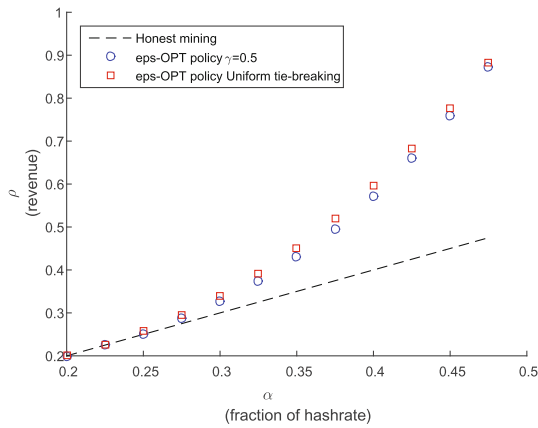 1
0.9
0.8
0.7
0.6
0.5
0.4
0.3
0.2
ρ
(revenue)
Honest mining
eps-OPT policy γ=0.5
eps-OPT policy Uniform tie-breaking
0.2 0.25 0.3 0.35 0.4 0.45 0.5
α
(fraction of hashrate)